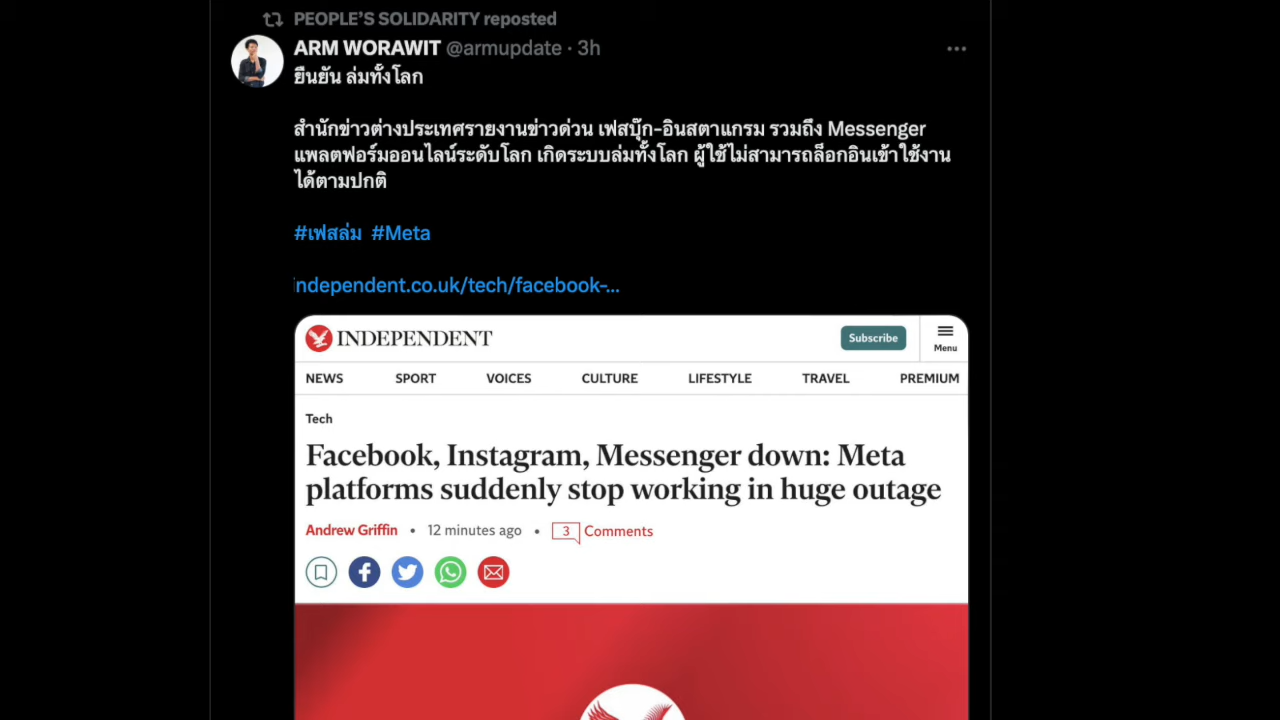 PEOPLE'S SOLIDARITY reposted
ARM WORAWIT @armupdate · 3h
ยืนยัน ล่มทั้งโลก
สำนักข่าวต่างประเทศรายงานข่าวด่วน เฟสบุ๊ก-อินสตาแกรม รวมถึง Messenger
แพลตฟอร์มออนไลน์ระดับโลก เกิดระบบล่มทั้งโลก ผู้ใช้ไม่สามารถล็อกอินเข้าใช้งาน
ได้ตามปกติ
#เฟสล่ม #Meta
independent.co.uk/tech/facebook-...
INDEPENDENT
Subscribe
Menu
NEWS SPORT VOICES CULTURE LIFESTYLE TRAVEL PREMIUM
Tech
Facebook, Instagram, Messenger down: Meta
platforms suddenly stop working in huge outage
Andrew Griffin • 12 minutes ago • 3 Comments